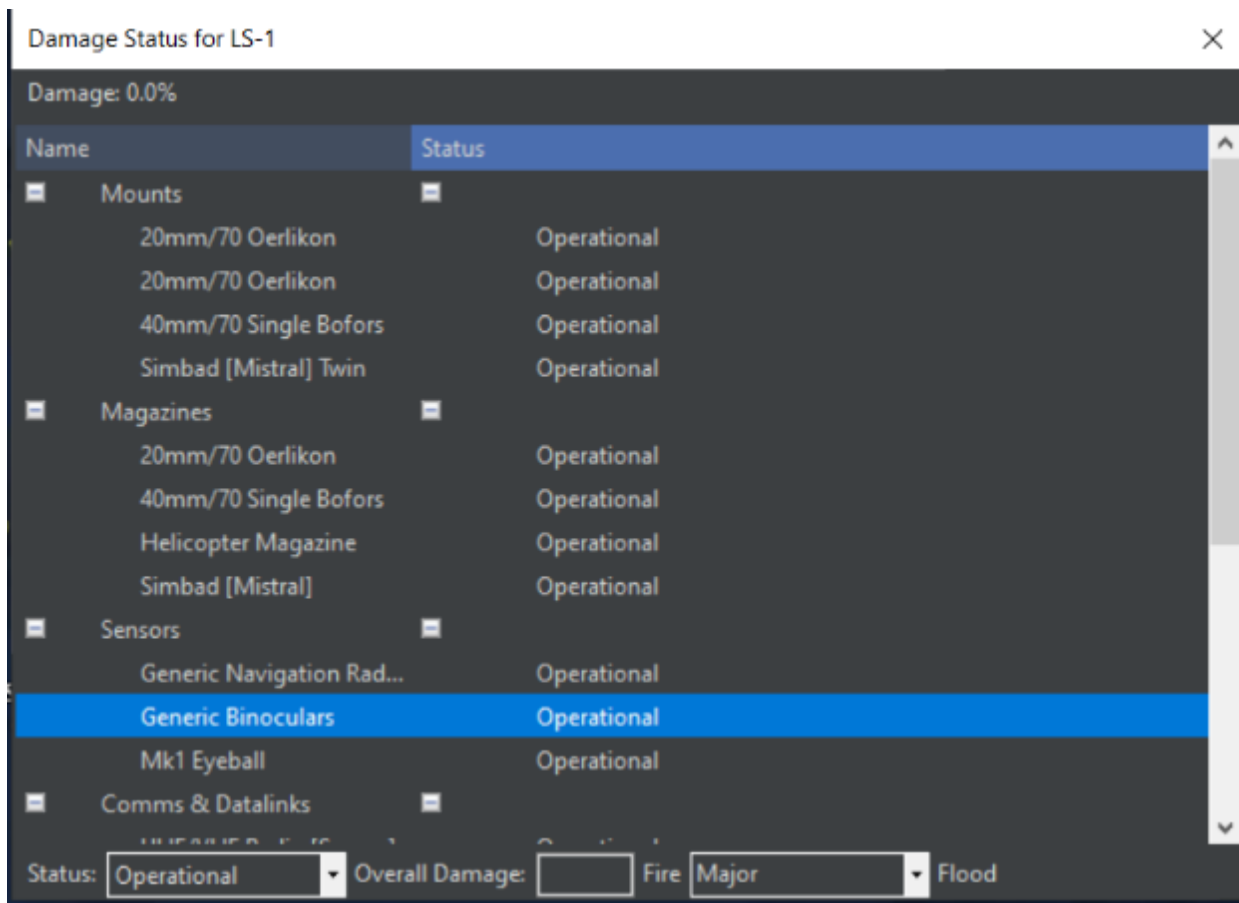 Damage Status for LS-1
Damage: 0.0%
Name Status
Mounts
20mm/70 Oerlikon Operational
20mm/70 Oerlikon Operational
40mm/70 Single Bofors Operational
Simbad [Mistral] Twin Operational
Magazines
20mm/70 Oerlikon Operational
40mm/70 Single Bofors Operational
Helicopter Magazine Operational
Simbad [Mistral] Operational
Sensors
Generic Navigation Rad... Operational
Generic Binoculars Operational
Mk1 Eyeball Operational
Comms & Datalinks
Status: Operational Overall Damage: Fire Major Flood